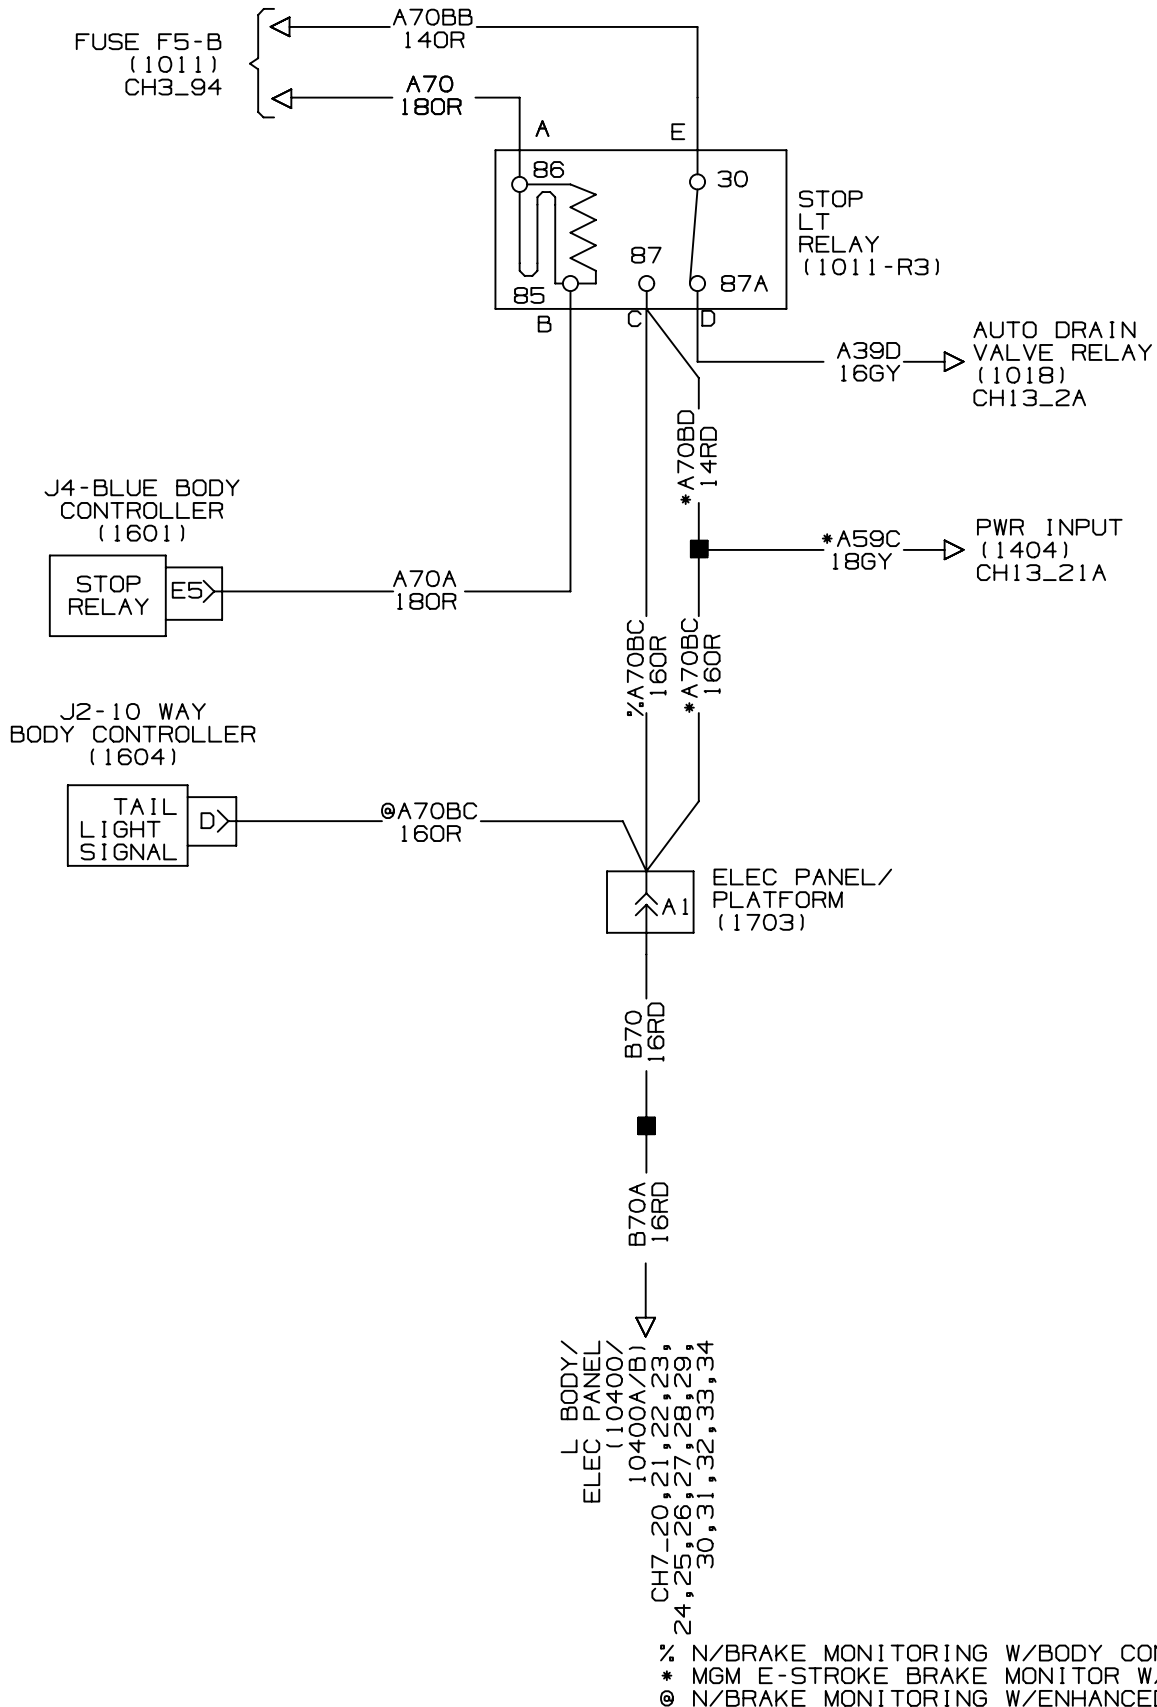 A70BB
14OR
FUSE F5-B
(1011)
CH3_94
A70
18OR
A
E
86
30
STOP
LT
RELAY
(1011-R3)
87
85
87A
B
C
D
A39D
16GY
AUTO DRAIN
VALVE RELAY
(1018)
CH13_2A
*A70BD
14RD
J4-BLUE BODY
CONTROLLER
(1601)
STOP
RELAY
E5
A70A
18OR
*A59C
18GY
PWR INPUT
(1404)
CH13_21A
%A70BC
16OR
*A70BC
16OR
J2-10 WAY
BODY CONTROLLER
(1604)
TAIL
LIGHT
SIGNAL
D
@A70BC
16OR
A1
ELEC PANEL/
PLATFORM
(1703)
B70
16RD
B70A
16RD
L BODY/
ELEC PANEL
(10400/
10400A/B)
CH7_20,21,22,23,
24,25,26,27,28,29,
30,31,32,33,34
% N/BRAKE MONITORING W/BODY CON
* MGM E-STROKE BRAKE MONITOR W/
@ N/BRAKE MONITORING W/ENHANCED